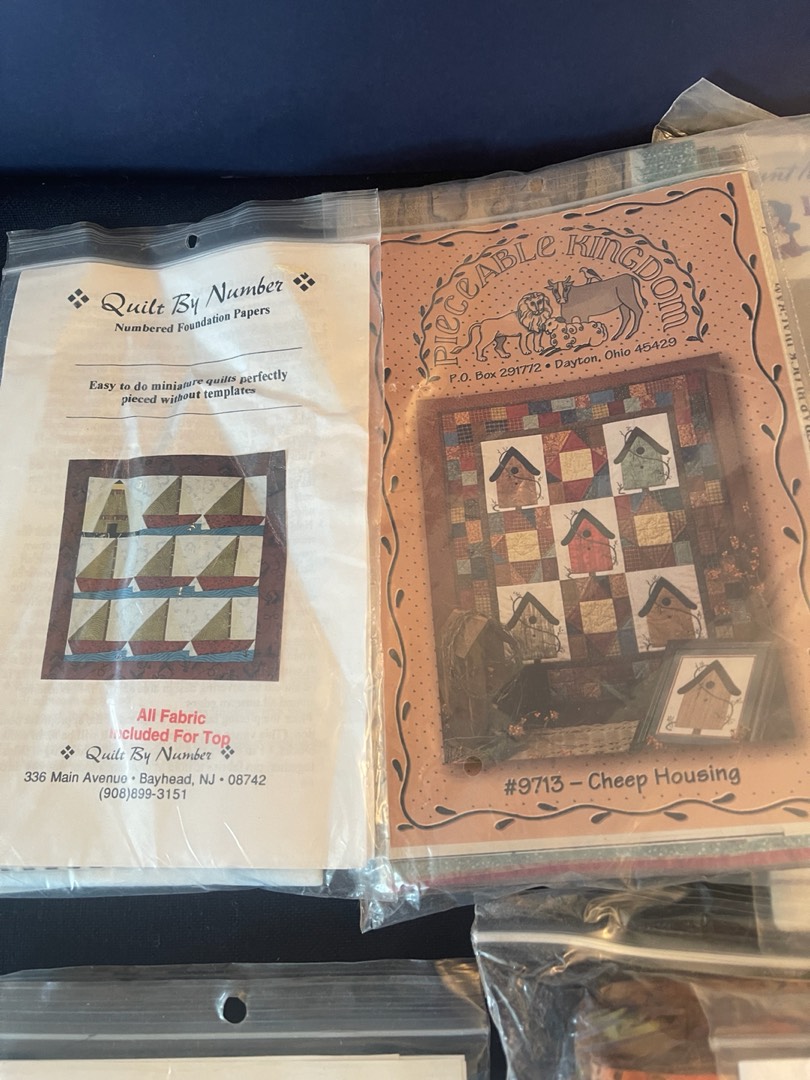 Quilt By Number
Numbered Foundation Papers
Easy to do miniature quilts perfectly
pieced without templates
All Fabric
Included For Top
Quilt By Number
336 Main Avenue • Bayhead, NJ • 08742
(908)899-3151
PIECEABLE KINGDOM
P.O. Box 291772 • Dayton, Ohio 45429
#9713 – Cheep Housing